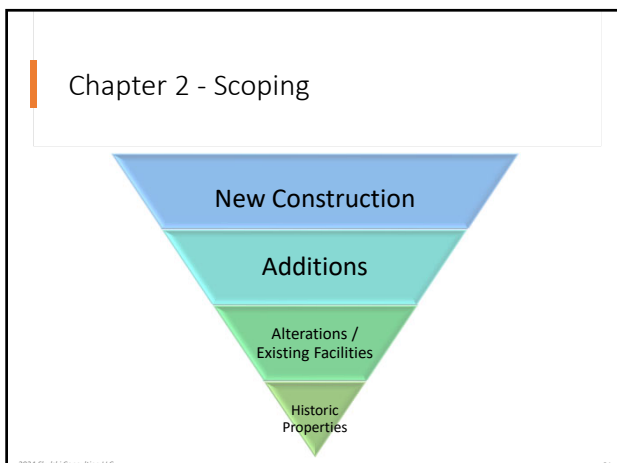 Chapter 2 - Scoping
New Construction
Additions
Alterations /
Existing Facilities
Historic
Properties